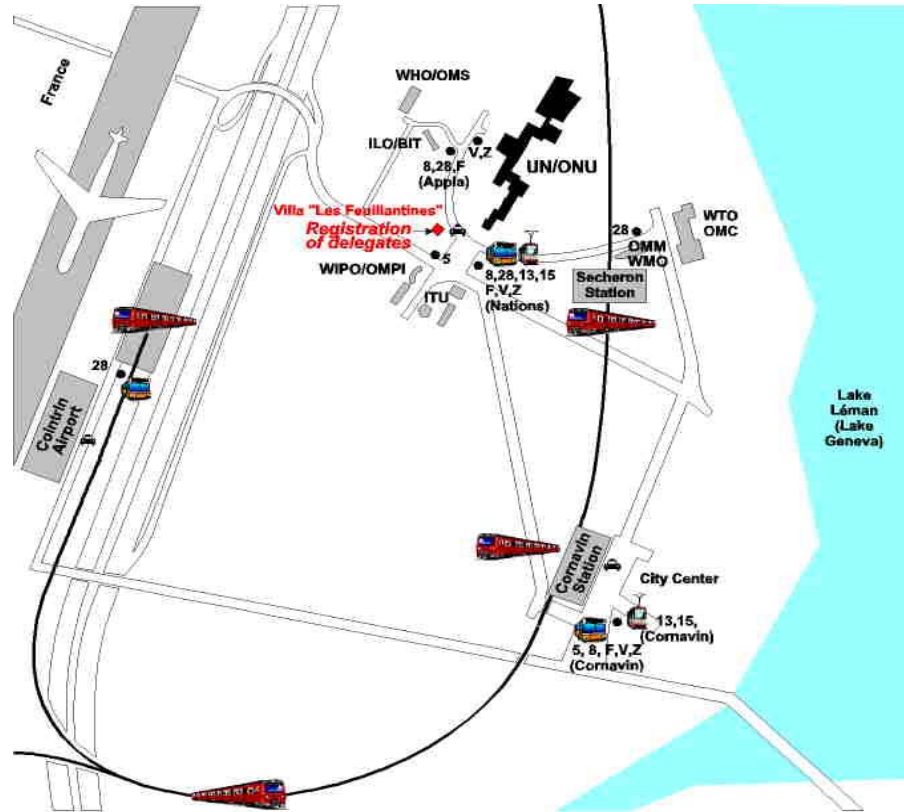 France
WHO/OMS
ILO/BIT
V,Z
8,28,F
(Appia)
UN/ONU
Villa "Les Feuillantines"
Registration
of delegates
5
WIPO/OMPI
ITU
8,28,13,15
F,V,Z
(Nations)
28
OMM
WMO
WTO
OMC
Secheron
Station
28
Cointrin
Airport
Lake
Léman
(Lake
Geneva)
Cornavin
Station
City Center
13,15,
(Cornavin)
5, 8, F,V,Z
(Cornavin)